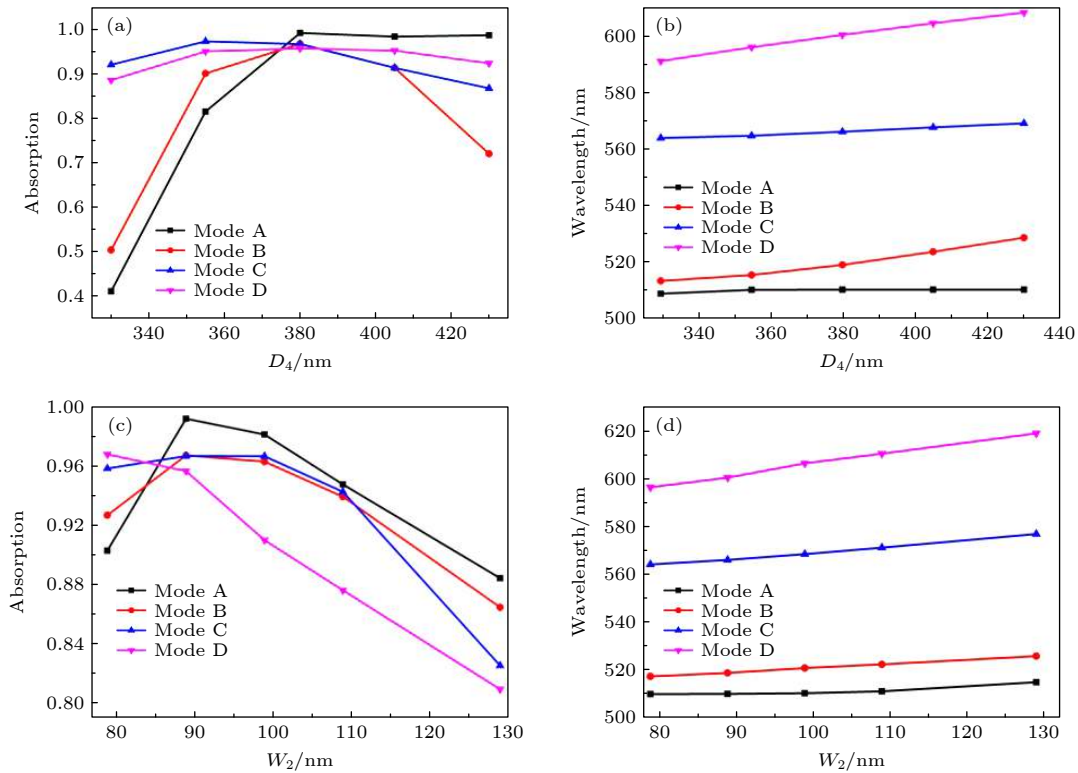 (a)
1.0
0.9
0.8
0.7
0.6
0.5
0.4
Absorption
Mode A
Mode B
Mode C
Mode D
340
360
380
400
420
D₄/nm
(b)
600
580
560
540
520
500
Wavelength/nm
Mode A
Mode B
Mode C
Mode D
340
360
380
400
420
440
D₄/nm
(c)
1.00
0.96
0.92
0.88
0.84
0.80
Absorption
Mode A
Mode B
Mode C
Mode D
80
90
100
110
120
130
W₂/nm
(d)
620
600
580
560
540
520
500
Wavelength/nm
Mode A
Mode B
Mode C
Mode D
80
90
100
110
120
130
W₂/nm